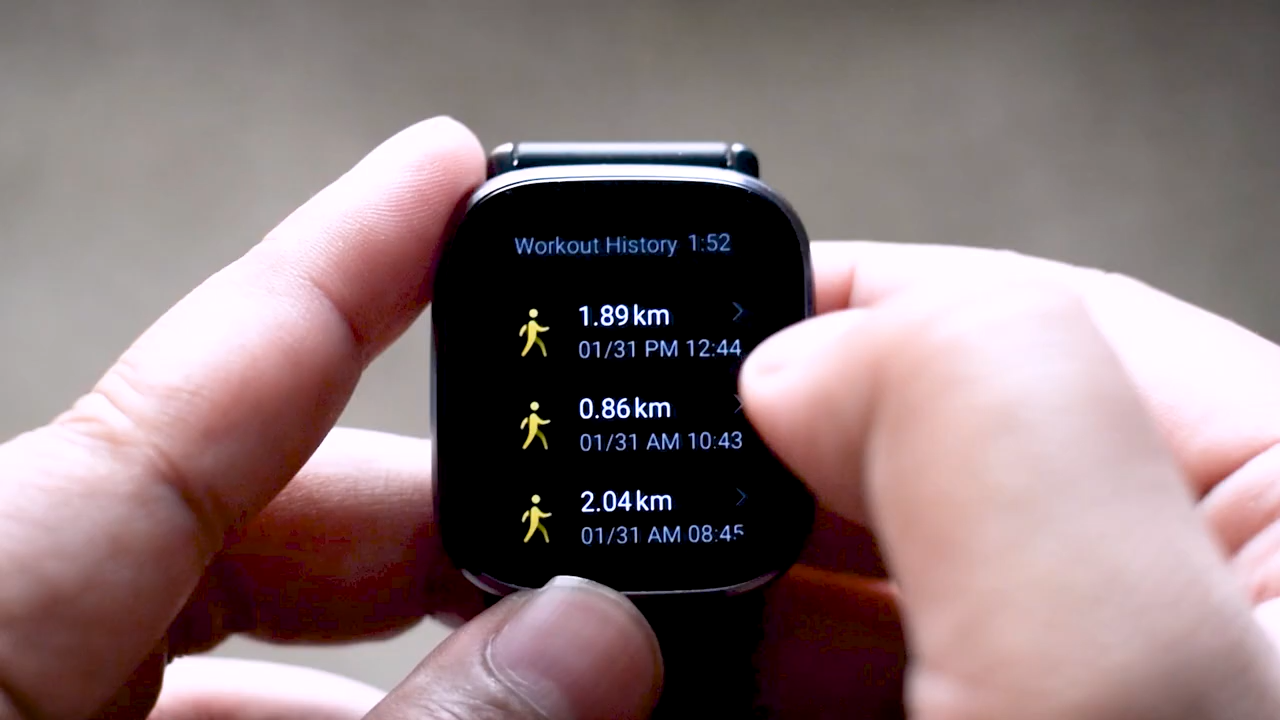 Workout History 1:52
1.89 km
01/31 PM 12:44
0.86 km
01/31 AM 10:43
2.04 km
01/31 AM 08:45